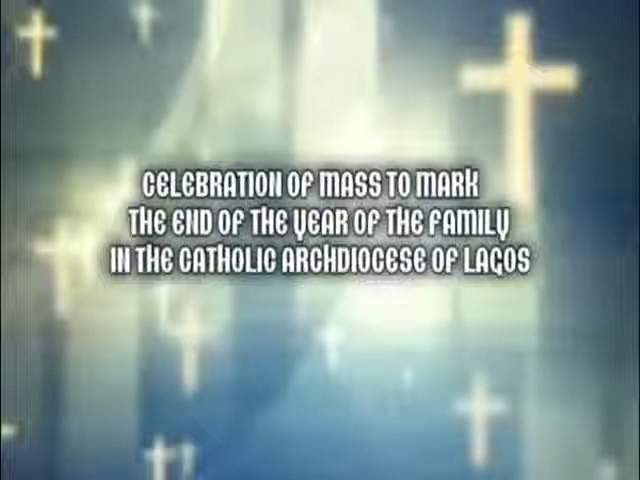 CELEBRATION OF MASS TO MARK
THE END OF THE YEAR OF THE FAMILY
IN THE CATHOLIC ARCHDIOCESE OF LAGOS